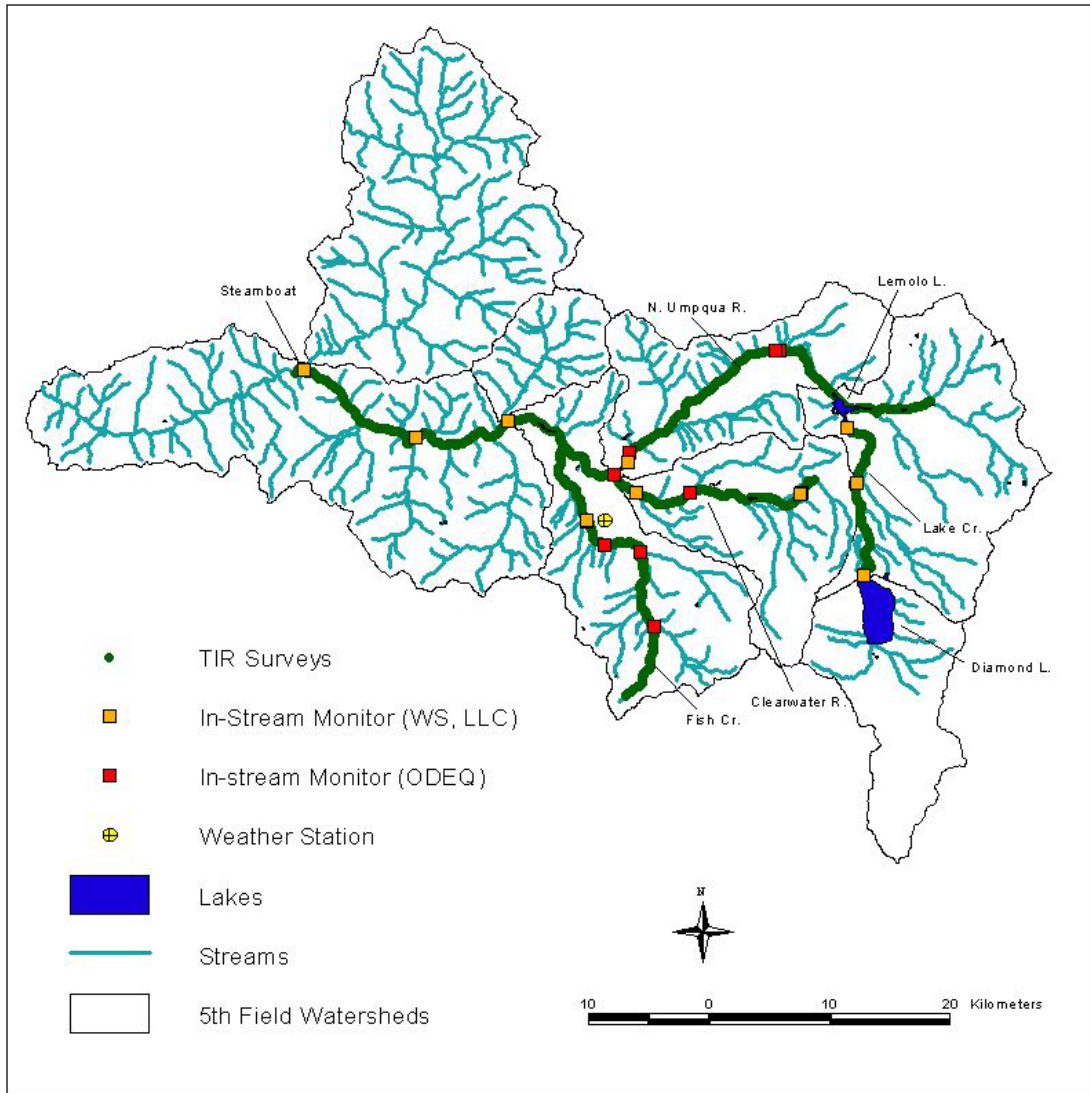 Lemolo L.
Steamboat
N. Umpqua R.
Lake Cr.
Diamond L.
Clearwater R.
Fish Cr.
TIR Surveys
In-Stream Monitor (WS, LLC)
In-stream Monitor (ODEQ)
Weather Station
Lakes
Streams
5th Field Watersheds
N
10 0 10 20 Kilometers